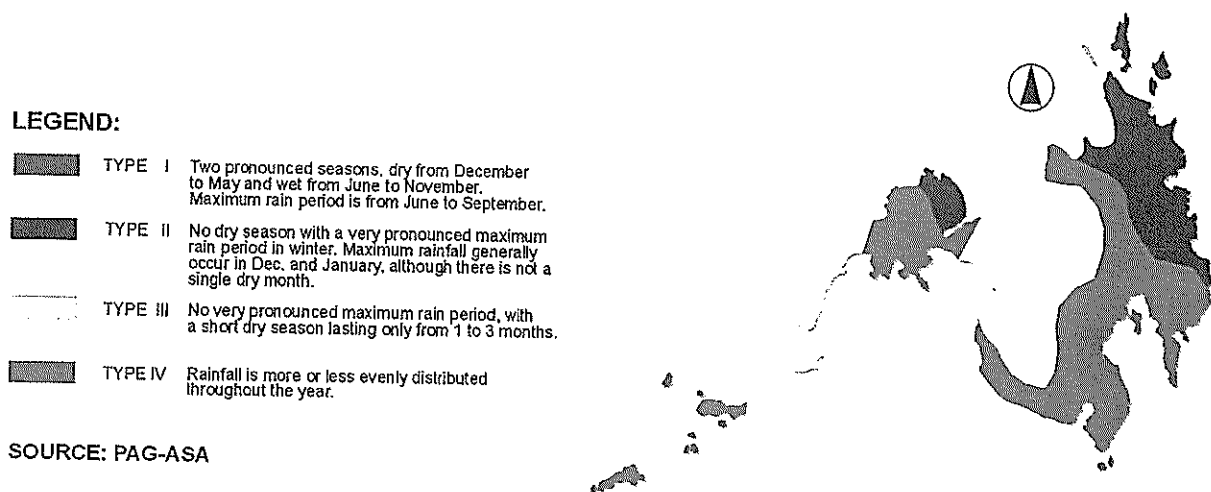 LEGEND:
TYPE I Two pronounced seasons, dry from December
to May and wet from June to November.
Maximum rain period is from June to September.
TYPE II No dry season with a very pronounced maximum
rain period in winter. Maximum rainfall generally
occur in Dec. and January, although there is not a
single dry month.
TYPE III No very pronounced maximum rain period, with
a short dry season lasting only from 1 to 3 months.
TYPE IV Rainfall is more or less evenly distributed
throughout the year.
SOURCE: PAG-ASA